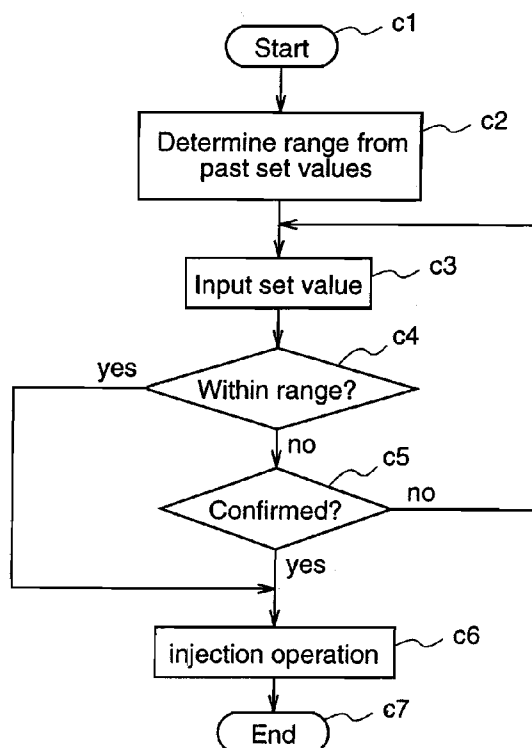 c1
Start
c2
Determine range from
past set values
c3
Input set value
c4
yes
Within range?
no
c5
no
Confirmed?
yes
c6
injection operation
c7
End